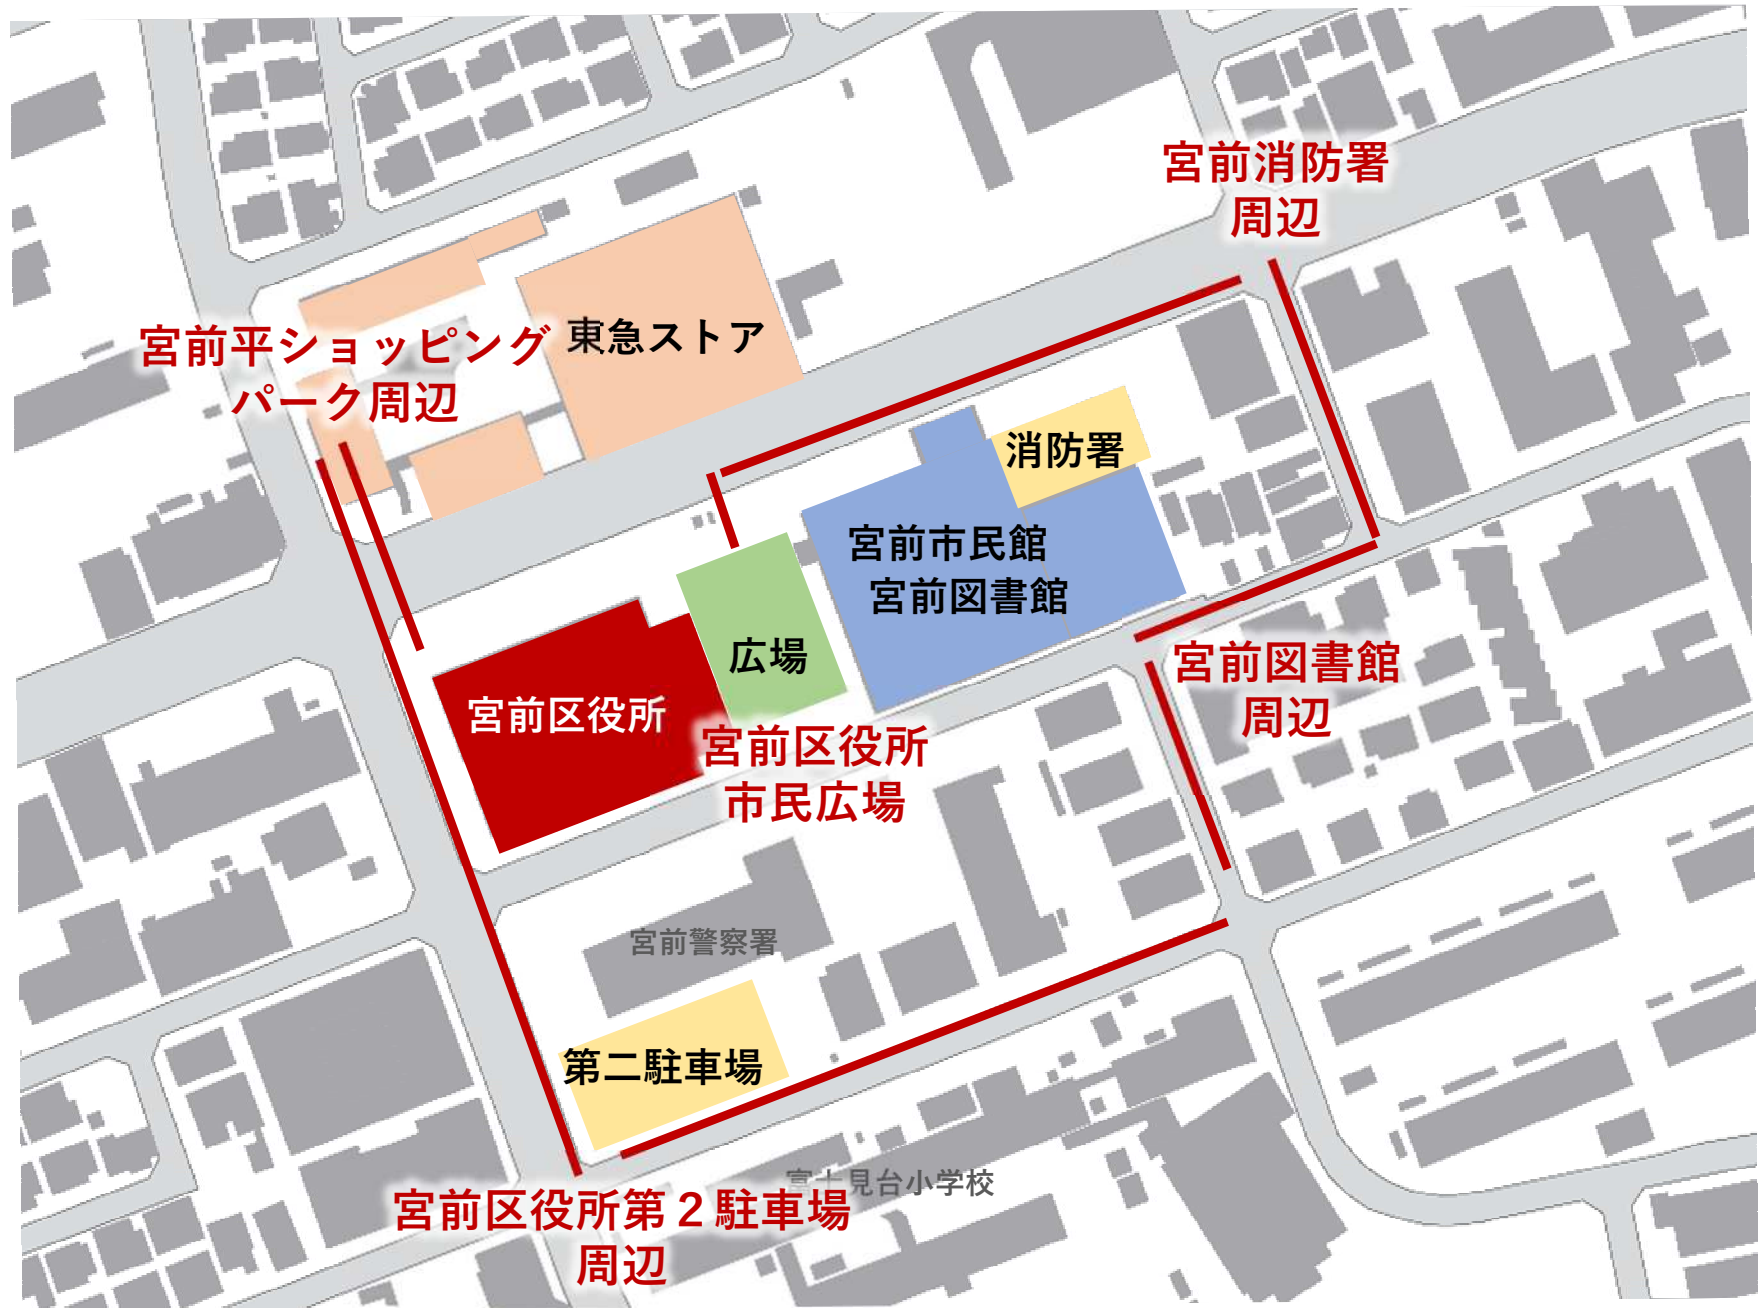 宮前消防署
周辺
宮前平ショッピング
パーク周辺
東急ストア
消防署
宮前市民館
宮前図書館
広場
宮前区役所
宮前図書館
周辺
宮前区役所
市民広場
宮前警察署
第二駐車場
富士見台小学校
宮前区役所第２駐車場
周辺